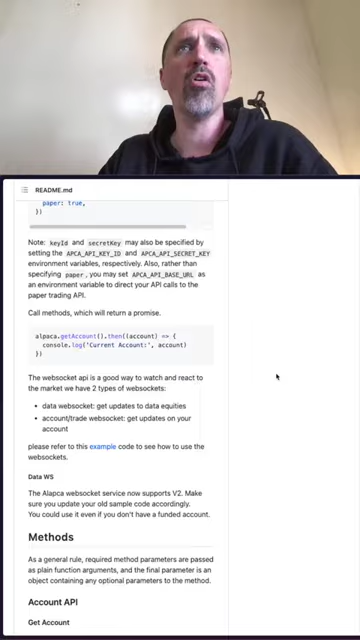 README.md
paper: true,
})
Note: keyId and secretKey may also be specified by
setting the APCA_API_KEY_ID and APCA_API_SECRET_KEY
environment variables, respectively. Also, rather than
specifying paper, you may set APCA_API_BASE_URL as
an environment variable to direct your API calls to the
paper trading API.
Call methods, which will return a promise.
alpaca.getAccount().then((account) => {
console.log('Current Account:', account)
})
The websocket api is a good way to watch and react to
the market we have 2 types of websockets:
• data websocket: get updates to data equities
• account/trade websocket: get updates on your
account
please refer to this example code to see how to use the
websockets.
Data WS
The Alapca websocket service now supports V2. Make
sure you update your old sample code accordingly.
You could use it even if you don't have a funded account.
Methods
As a general rule, required method parameters are passed
as plain function arguments, and the final parameter is
an object containing any optional parameters to the method.
Account API
Get Account